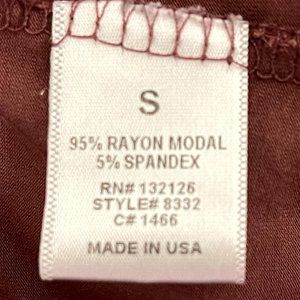 S
95% RAYON MODAL
5% SPANDEX
RN# 132126
STYLE# 8332
C# 1466
MADE IN USA